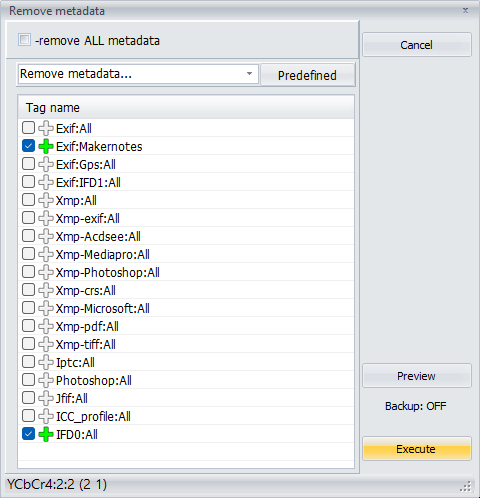 Remove metadata
-remove ALL metadata
Cancel
Remove metadata...
Predefined
Tag name
Exif:All
Exif:Makernotes
Exif:Gps:All
Exif:IFD1:All
Xmp:All
Xmp-exif:All
Xmp-Acdsee:All
Xmp-Mediapro:All
Xmp-Photoshop:All
Xmp-crs:All
Xmp-Microsoft:All
Xmp-pdf:All
Xmp-tiff:All
Iptc:All
Photoshop:All
Jfif:All
ICC_profile:All
IFD0:All
Preview
Backup: OFF
Execute
YCbCr4:2:2 (2 1)